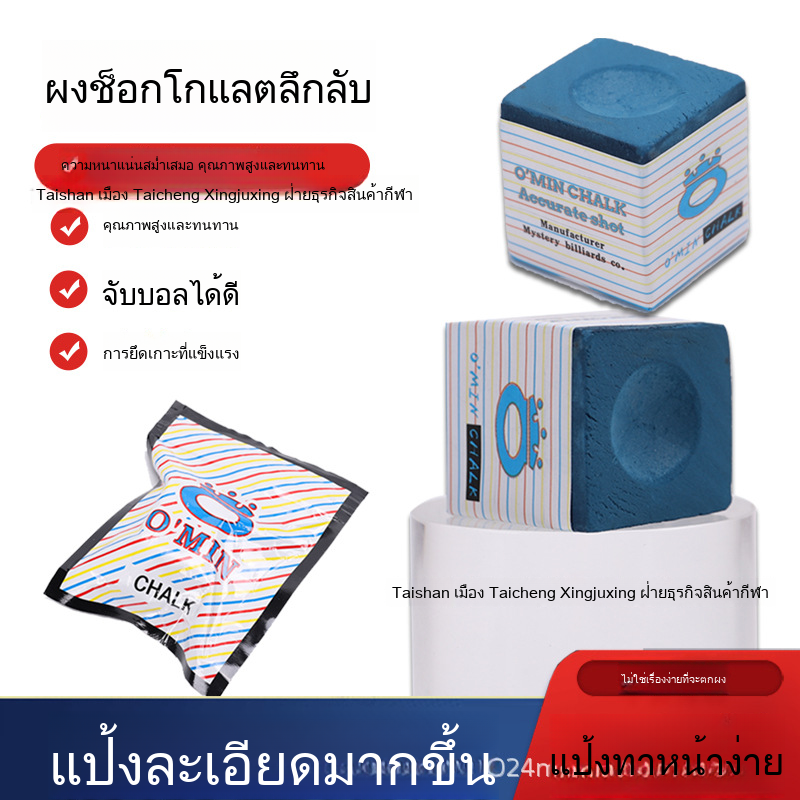 ผงช็อกโกแลตลึกลับ
ความหนาแน่นสม่ำเสมอ คุณภาพสูงและทนทาน
Taishan เมือง Taicheng Xingjuxing ฝ่ายธุรกิจสินค้ากีฬา
คุณภาพสูงและทนทาน
จับบอลได้ดี
การยึดเกาะที่แข็งแรง
O'MIN CHALK
Accurate shot
Manufacturer
Mystery billiards co.
O'MIN CHALK
O'MIN CHALK
O'MIN
CHALK
Taishan เมือง Taicheng Xingjuxing ฝ่ายธุรกิจสินค้ากีฬา
ไม่ใช่เรื่องง่ายที่จะตกผง
แป้งละเอียดมากขึ้น
แป้งทาหน้าง่าย